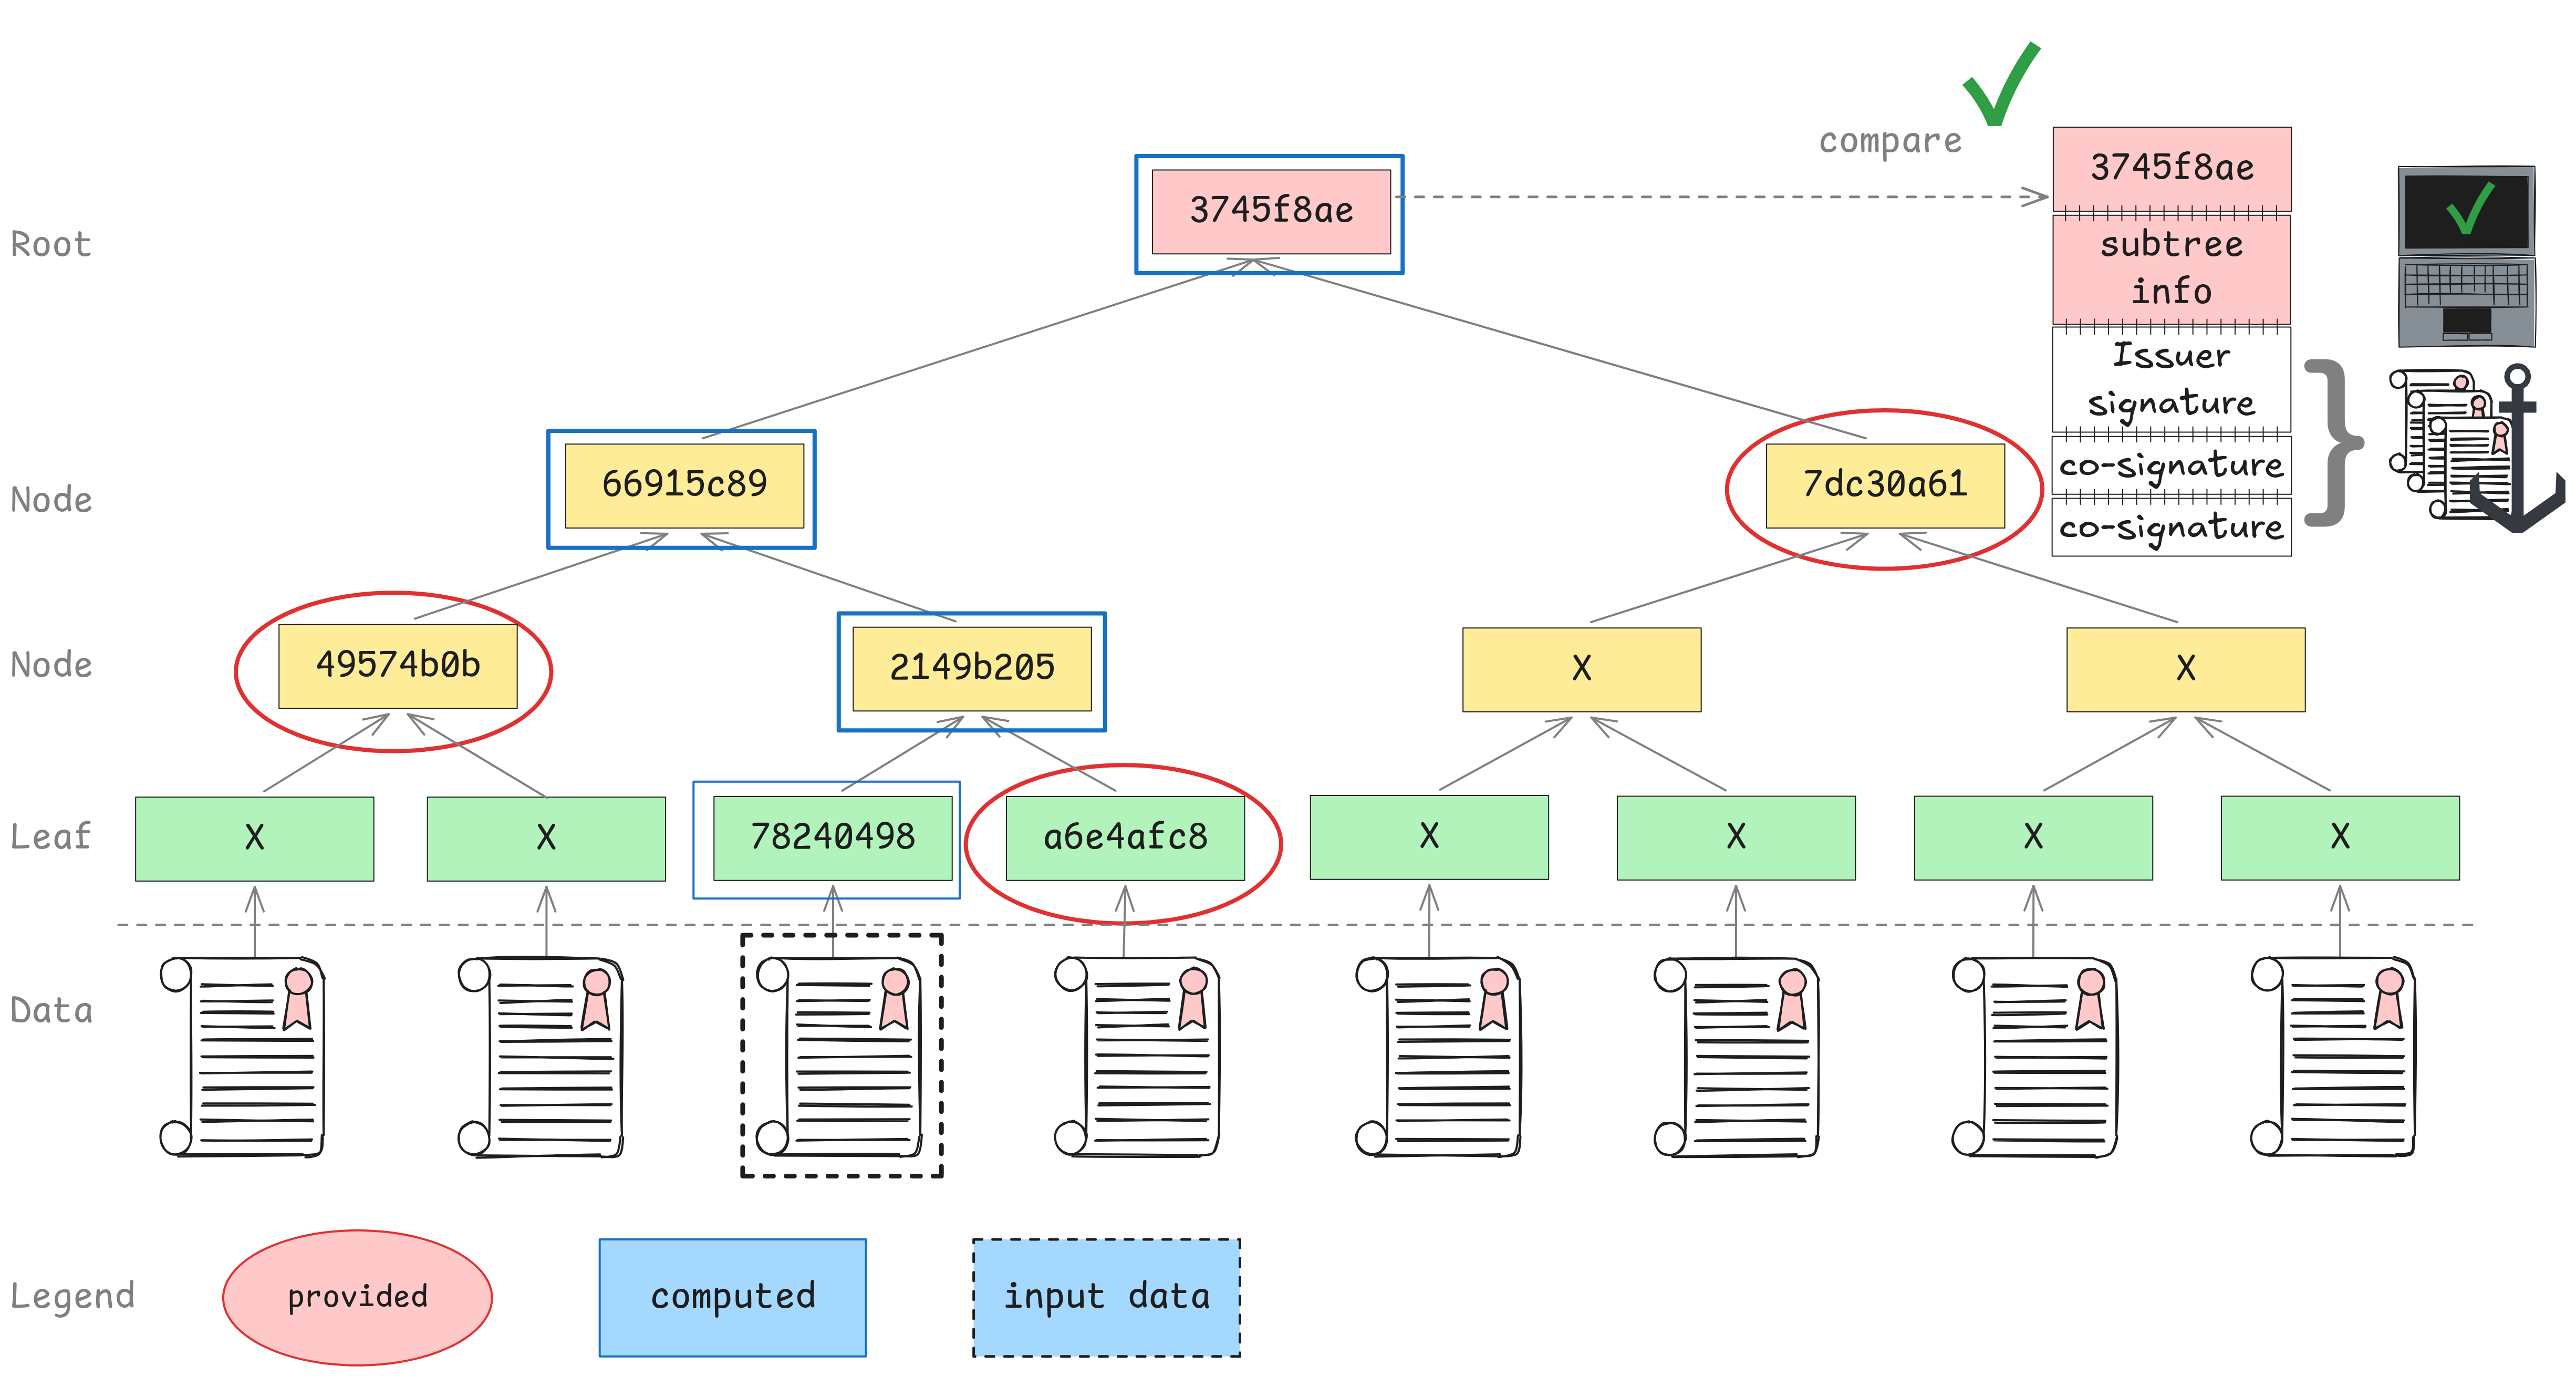 compare
3745f8ae
3745f8ae
Root
subtree
info
Issuer
signature
co-signature
co-signature
Node
66915c89
7dc30a61
Node
49574b0b
2149b205
X
X
Leaf
X
X
78240498
a6e4afc8
X
X
X
X
Data
Legend
provided
computed
input data